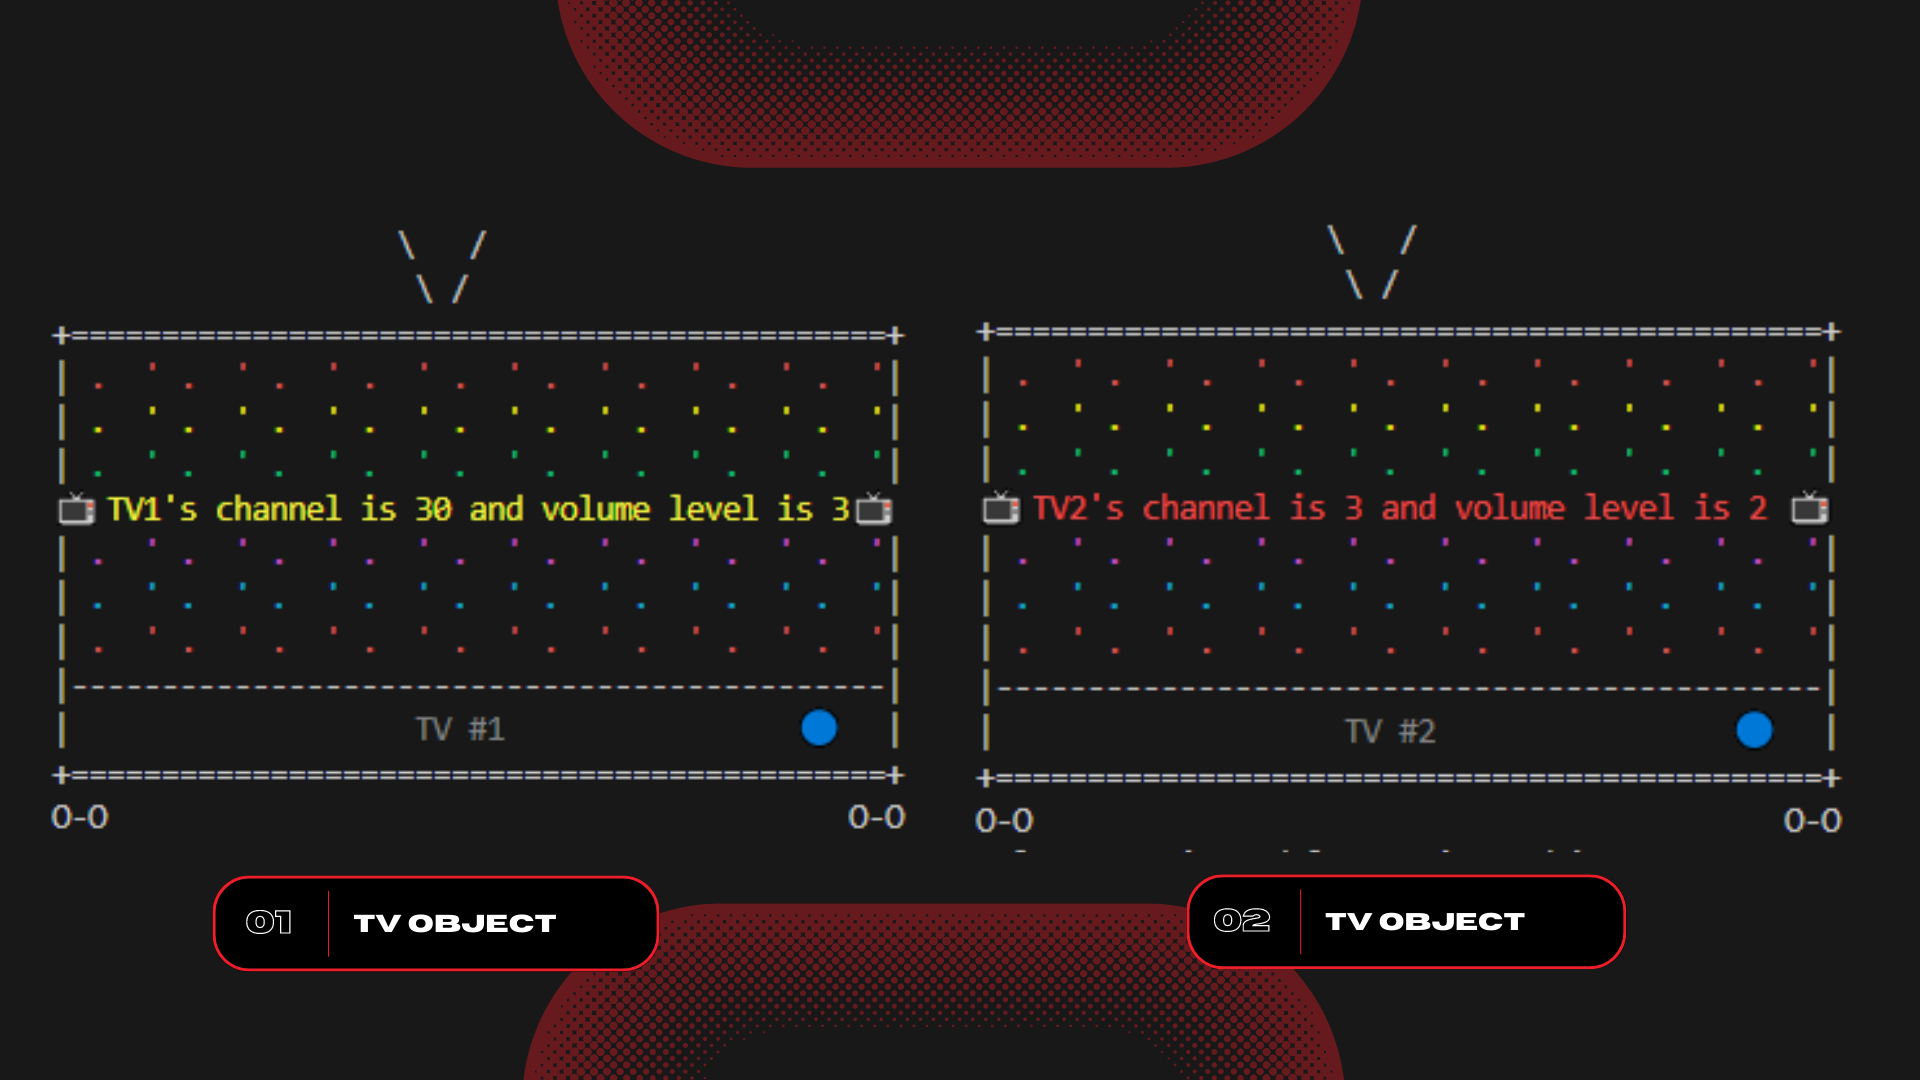 TV1's channel is 30 and volume level is 3
TV #1
0-0 0-0
01 TV OBJECT
TV2's channel is 3 and volume level is 2
TV #2
0-0 0-0
02 TV OBJECT